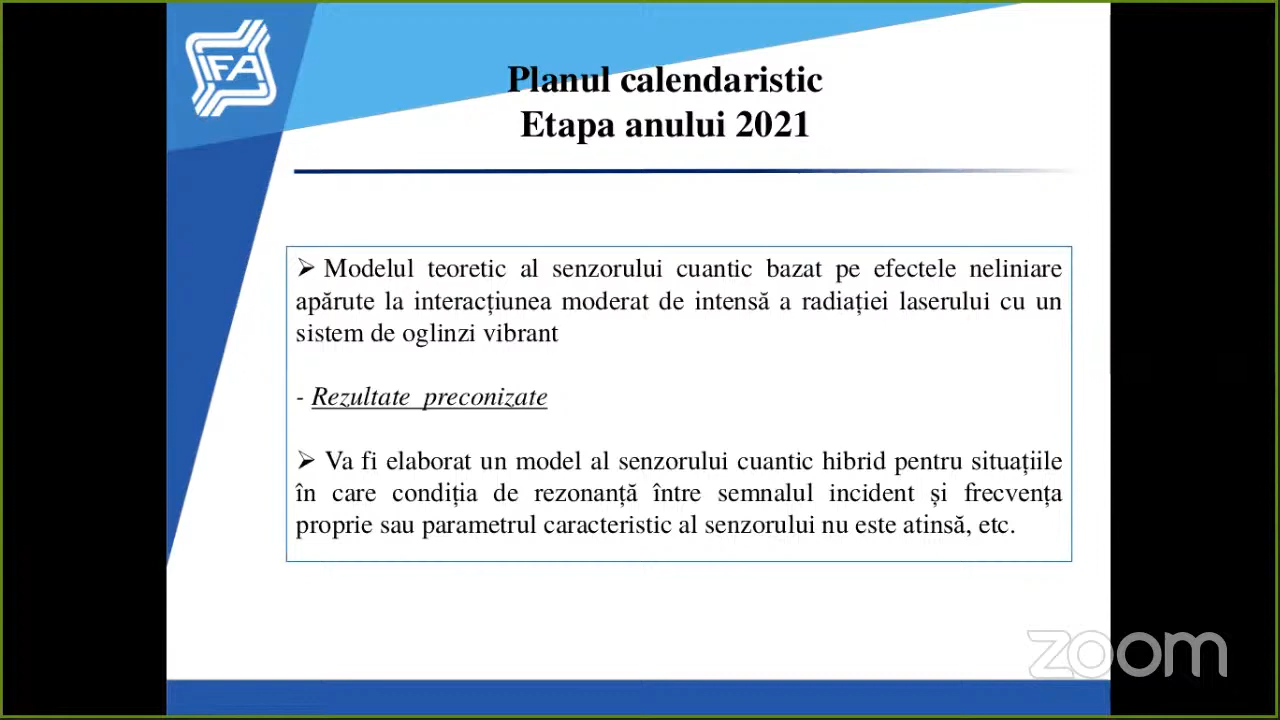 IFA
Planul calendaristic
Etapa anului 2021
➢ Modelul teoretic al senzorului cuantic bazat pe efectele neliniare
apărute la interacțiunea moderat de intensă a radiației laserului cu un
sistem de oglinzi vibrant
- Rezultate preconizate
➢ Va fi elaborat un model al senzorului cuantic hibrid pentru situațiile
în care condiția de rezonanță între semnalul incident și frecvența
proprie sau parametrul caracteristic al senzorului nu este atinsă, etc.
zoom